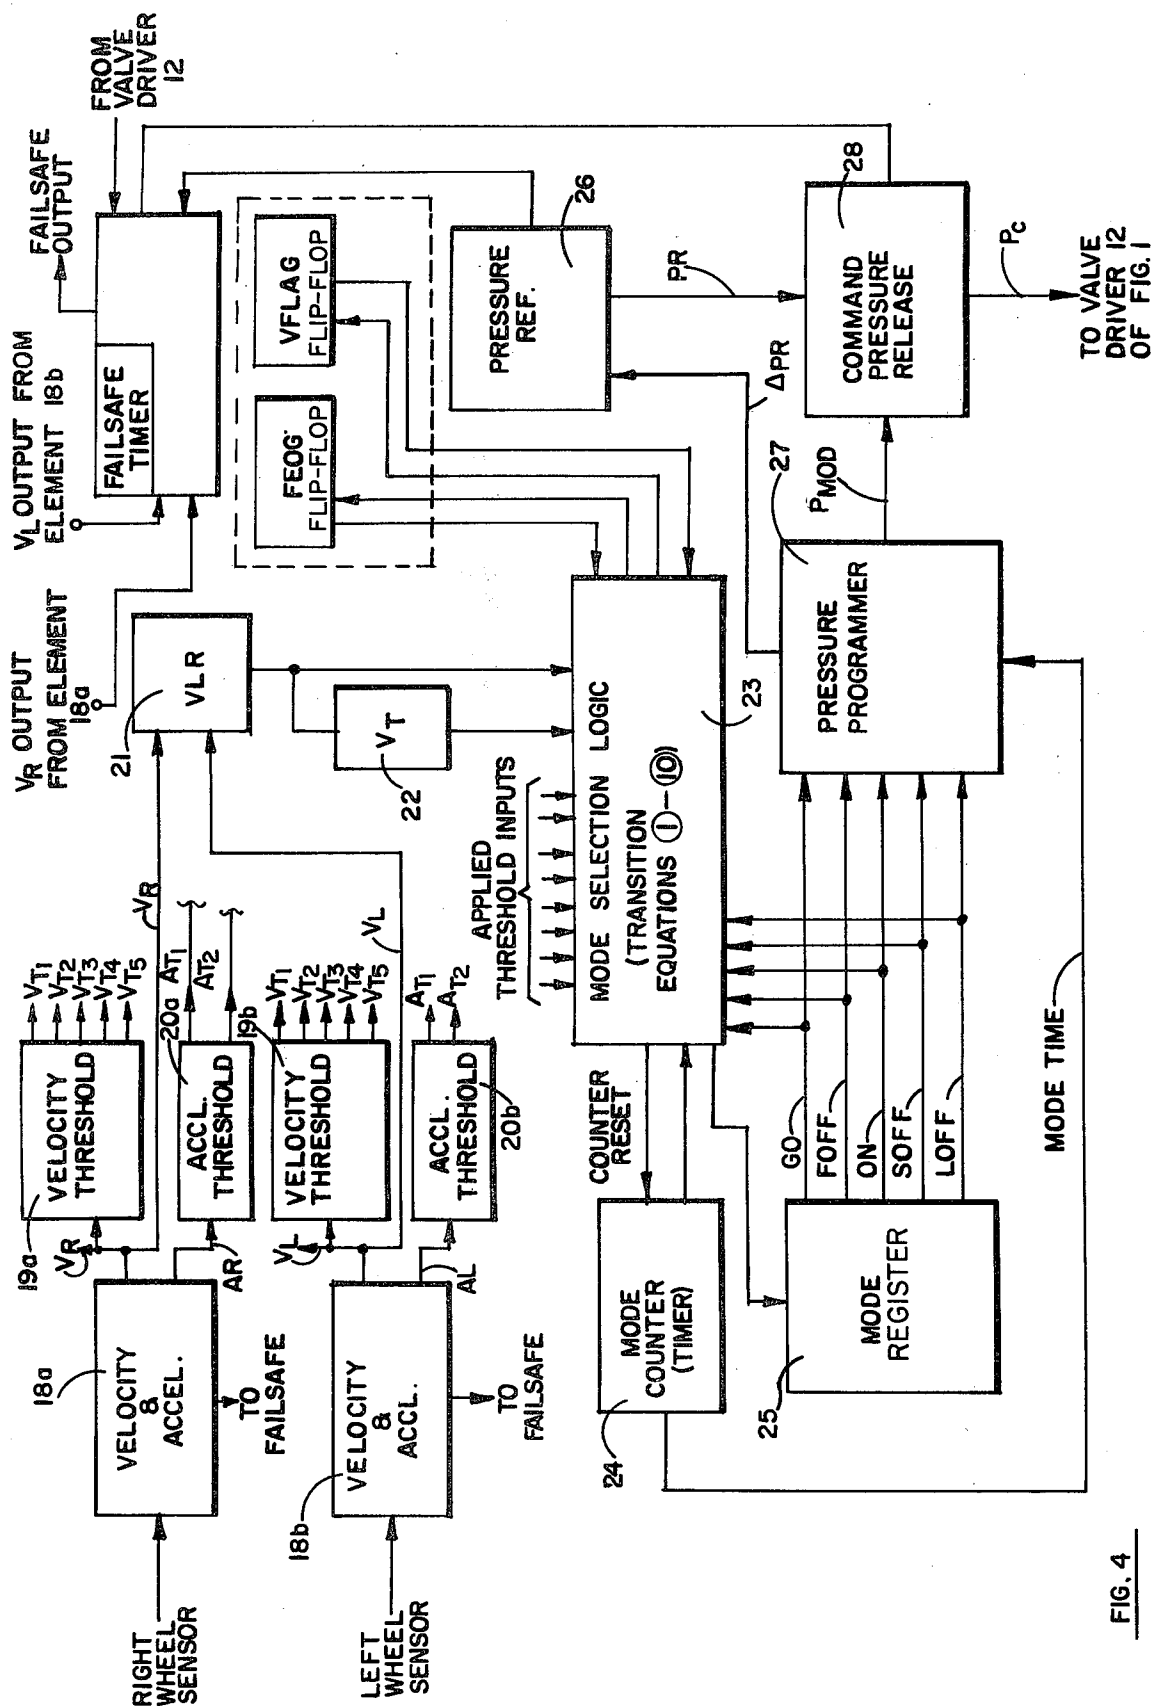 RIGHT
WHEEL
SENSOR
18a
VELOCITY
&
ACCEL.
TO
FAILSAFE
VR
AR
19a
VELOCITY
THRESHOLD
VT1
VT2
VT3
VT4
VT5
VR
20a
ACCL.
THRESHOLD
AT1
AT2
LEFT
WHEEL
SENSOR
18b
VELOCITY
&
ACCL.
TO
FAILSAFE
VL
AL
19b
VELOCITY
THRESHOLD
VT1
VT2
VT3
VT4
VT5
VL
20b
ACCL.
THRESHOLD
AT1
AT2
VR OUTPUT
FROM ELEMENT
18a
VL OUTPUT FROM
ELEMENT 18b
FAILSAFE
TIMER
FAILSAFE
OUTPUT
FROM
VALVE
DRIVER
12
21
VLR
22
VT
FEOG
FLIP-FLOP
VFLAG
FLIP-FLOP
APPLIED
THRESHOLD INPUTS
MODE SELECTION LOGIC
(TRANSITION
EQUATIONS ①-⑩)
23
COUNTER
RESET
MODE
COUNTER
(TIMER)
24
25
MODE
REGISTER
GO
FOFF
ON
SOFF
LOFF
MODE TIME
PRESSURE
PROGRAMMER
27
PMOD
ΔPR
PRESSURE
REF.
26
PR
COMMAND
PRESSURE
RELEASE
28
PC
TO VALVE
DRIVER 12
OF FIG. 1
FIG. 4